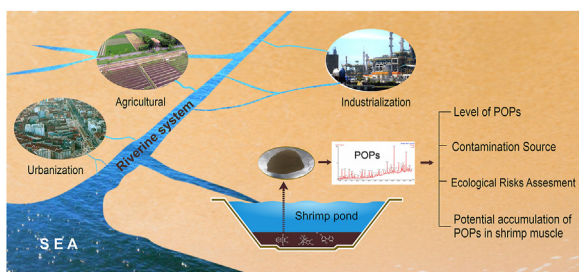 Agricultural
Industrialization
Urbanization
Riverine system
SEA
Shrimp pond
POPs
Level of POPs
Contamination Source
Ecological Risks Assesment
Potential accumulation of
POPs in shrimp muscle